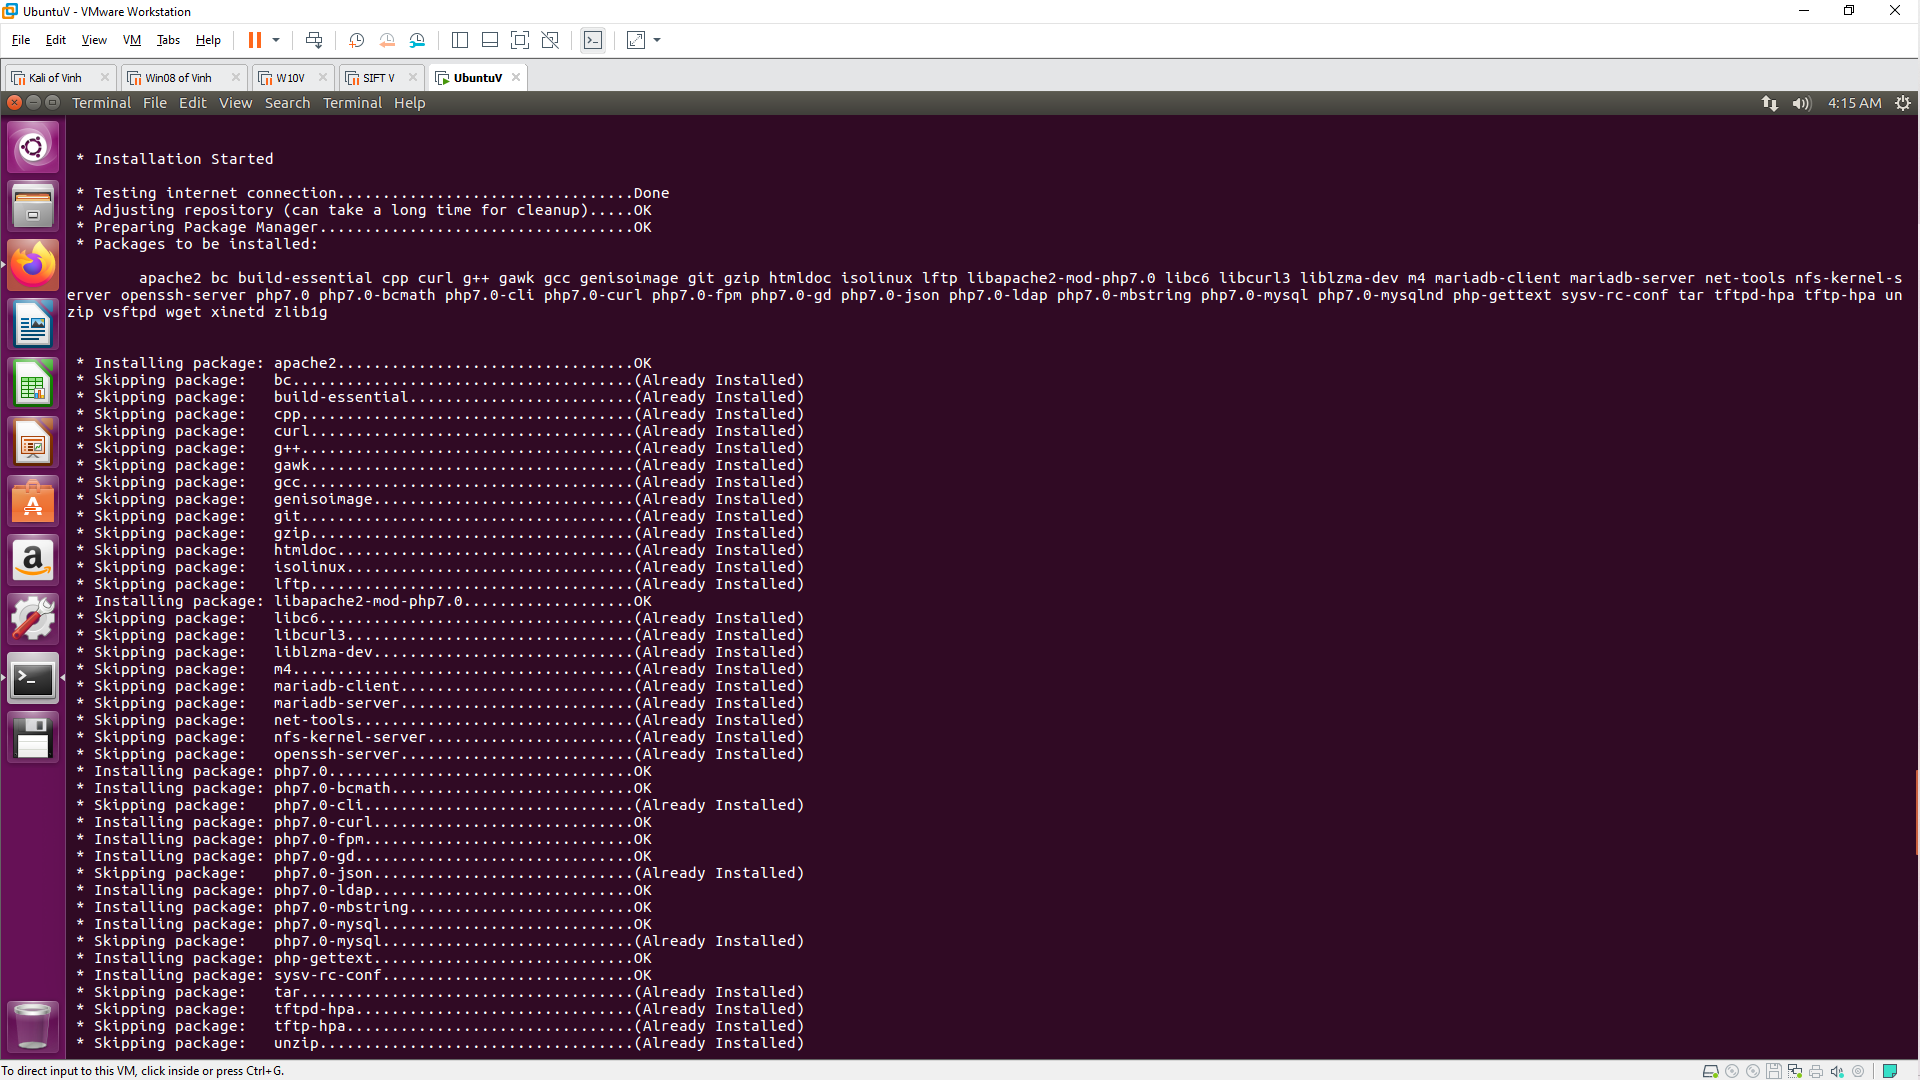 UbuntuV - VMware Workstation
File Edit View VM Tabs Help
Kali of Vinh Win08 of Vinh W10V SIFT V UbuntuV
Terminal File Edit View Search Terminal Help 4:15 AM
* Installation Started
* Testing internet connection.................................Done
* Adjusting repository (can take a long time for cleanup).....OK
* Preparing Package Manager...................................OK
* Packages to be installed:
apache2 bc build-essential cpp curl g++ gawk gcc genisoimage git gzip htmldoc isolinux lftp libapache2-mod-php7.0 libc6 libcurl3 liblzma-dev m4 mariadb-client mariadb-server net-tools nfs-kernel-s
erver openssh-server php7.0 php7.0-bcmath php7.0-cli php7.0-curl php7.0-fpm php7.0-gd php7.0-json php7.0-ldap php7.0-mbstring php7.0-mysql php7.0-mysqlnd php-gettext sysv-rc-conf tar tftpd-hpa tftp-hpa un
zip vsftpd wget xinetd zlib1g
* Installing package: apache2.................................OK
* Skipping package:   bc......................................(Already Installed)
* Skipping package:   build-essential.........................(Already Installed)
* Skipping package:   cpp.....................................(Already Installed)
* Skipping package:   curl....................................(Already Installed)
* Skipping package:   g++.....................................(Already Installed)
* Skipping package:   gawk....................................(Already Installed)
* Skipping package:   gcc.....................................(Already Installed)
* Skipping package:   genisoimage.............................(Already Installed)
* Skipping package:   git.....................................(Already Installed)
* Skipping package:   gzip....................................(Already Installed)
* Skipping package:   htmldoc.................................(Already Installed)
* Skipping package:   isolinux................................(Already Installed)
* Skipping package:   lftp....................................(Already Installed)
* Installing package: libapache2-mod-php7.0...................OK
* Skipping package:   libc6...................................(Already Installed)
* Skipping package:   libcurl3................................(Already Installed)
* Skipping package:   liblzma-dev.............................(Already Installed)
* Skipping package:   m4......................................(Already Installed)
* Skipping package:   mariadb-client..........................(Already Installed)
* Skipping package:   mariadb-server..........................(Already Installed)
* Skipping package:   net-tools...............................(Already Installed)
* Skipping package:   nfs-kernel-server.......................(Already Installed)
* Skipping package:   openssh-server..........................(Already Installed)
* Installing package: php7.0..................................OK
* Installing package: php7.0-bcmath...........................OK
* Skipping package:   php7.0-cli..............................(Already Installed)
* Installing package: php7.0-curl.............................OK
* Installing package: php7.0-fpm..............................OK
* Installing package: php7.0-gd...............................OK
* Skipping package:   php7.0-json.............................(Already Installed)
* Installing package: php7.0-ldap.............................OK
* Installing package: php7.0-mbstring.........................OK
* Installing package: php7.0-mysql............................OK
* Skipping package:   php7.0-mysql............................(Already Installed)
* Installing package: php-gettext.............................OK
* Installing package: sysv-rc-conf............................OK
* Skipping package:   tar.....................................(Already Installed)
* Skipping package:   tftpd-hpa...............................(Already Installed)
* Skipping package:   tftp-hpa................................(Already Installed)
* Skipping package:   unzip...................................(Already Installed)
To direct input to this VM, click inside or press Ctrl+G.